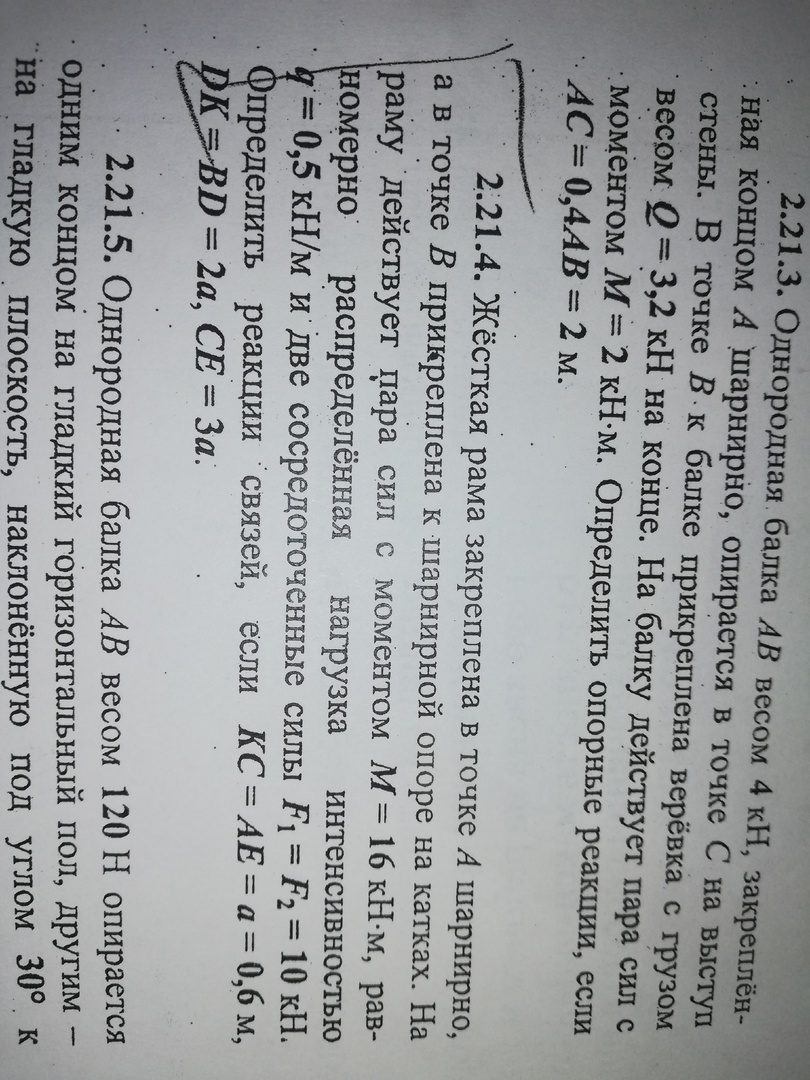 2.21.3. Однородная балка AB весом 4 кН, закреплён-
ная концом A шарнирно, опирается в точке C на выступ
стены. В точке B к балке прикреплена верёвка с грузом
весом Q = 3,2 кН на конце. На балку действует пара сил с
моментом M = 2 кН·м. Определить опорные реакции, если
AC = 0,4AB = 2 м.
2.21.4. Жёсткая рама закреплена в точке A шарнирно,
а в точке B прикреплена к шарнирной опоре на катках. На
раму действует пара сил с моментом M = 16 кН·м, рав-
номерно распределённая нагрузка интенсивностью
q = 0,5 кН/м и две сосредоточенные силы F₁ = F₂ = 10 кН.
Определить реакции связей, если KC = AE = a = 0,6 м,
DK = BD = 2a, CE = 3a.
2.21.5. Однородная балка AB весом 120 Н опирается
одним концом на гладкий горизонтальный пол, другим –
на гладкую плоскость, наклонённую под углом 30° к